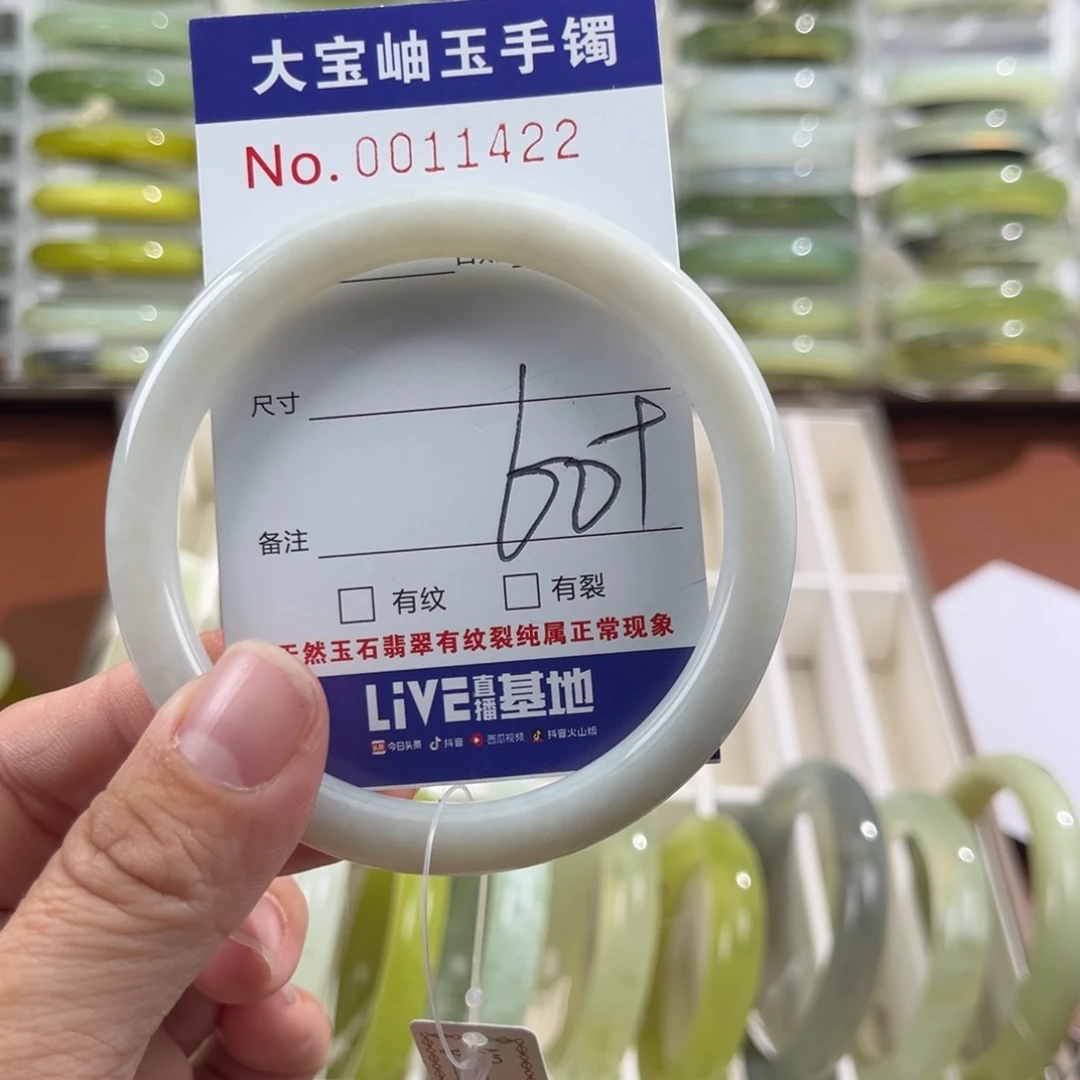 大宝岫玉手镯
No. 0011422
尺寸
60+
备注
有纹 有裂
天然玉石翡翠有纹裂纯属正常现象
LiVE直播基地
今日头条 抖音 西瓜视频 抖音火山版